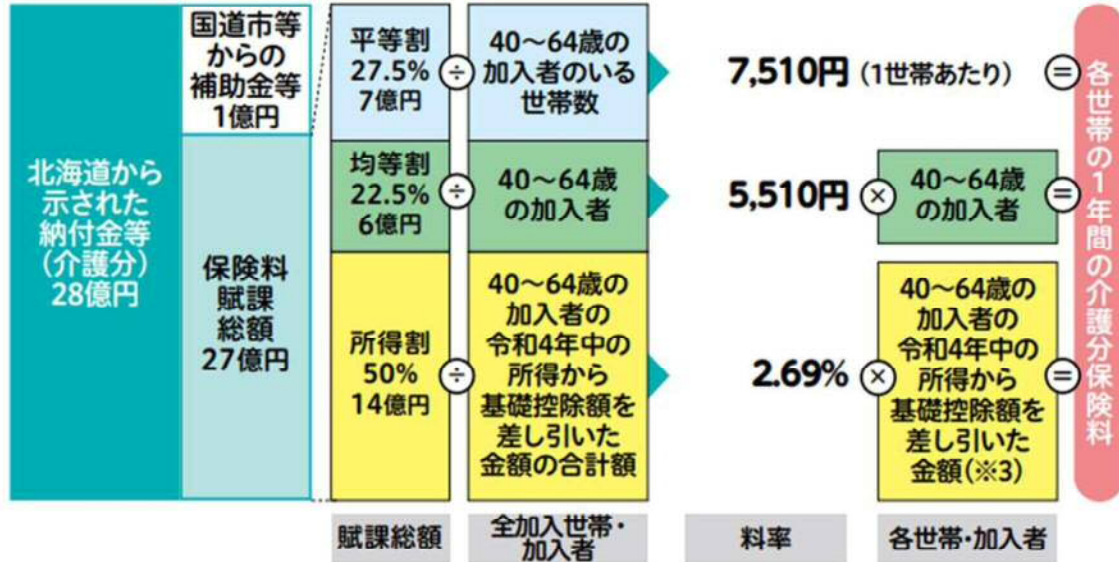 北海道から
示された
納付金等
(介護分)
28億円
国道市等
からの
補助金等
1億円
保険料
賦課
総額
27億円
平等割
27.5%
7億円
÷
40～64歳の
加入者のいる
世帯数
7,510円 (1世帯あたり)
=
均等割
22.5%
6億円
÷
40～64歳
の加入者
5,510円
×
40～64歳
の加入者
=
所得割
50%
14億円
÷
40～64歳の
加入者の
令和4年中の
所得から
基礎控除額を
差し引いた
金額の合計額
2.69%
×
40～64歳の
加入者の
令和4年中の
所得から
基礎控除額を
差し引いた
金額(※3)
=
各世帯の1年間の介護分保険料
賦課総額
全加入世帯・
加入者
料率
各世帯・加入者